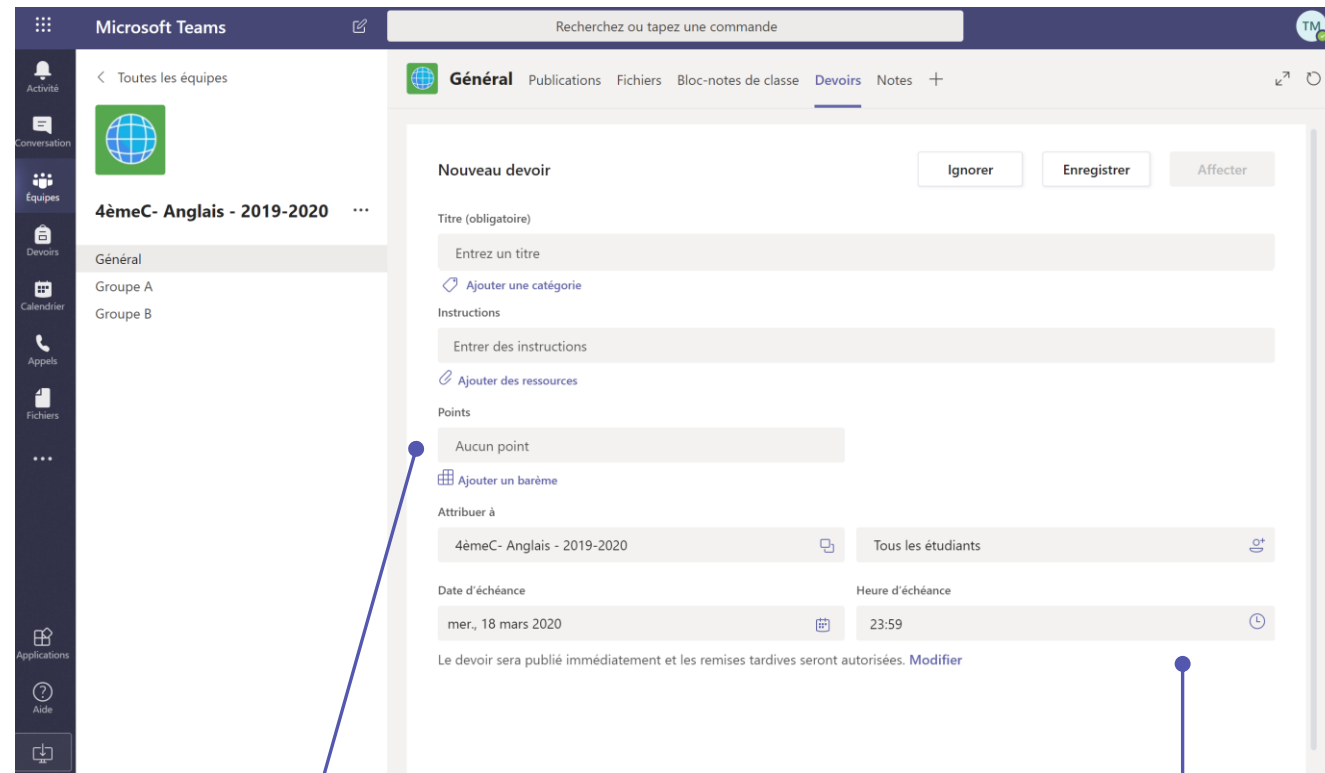 Microsoft Teams
Recherchez ou tapez une commande
TM
Activité
Conversation
Équipes
Devoirs
Calendrier
Appels
Fichiers
Applications
Aide
Toutes les équipes
4èmeC- Anglais - 2019-2020
Général
Groupe A
Groupe B
Général Publications Fichiers Bloc-notes de classe Devoirs Notes
Nouveau devoir Ignorer Enregistrer Affecter
Titre (obligatoire)
Entrez un titre
Ajouter une catégorie
Instructions
Entrer des instructions
Ajouter des ressources
Points
Aucun point
Ajouter un barème
Attribuer à
4èmeC- Anglais - 2019-2020 Tous les étudiants
Date d'échéance Heure d'échéance
mer., 18 mars 2020 23:59
Le devoir sera publié immédiatement et les remises tardives seront autorisées. Modifier